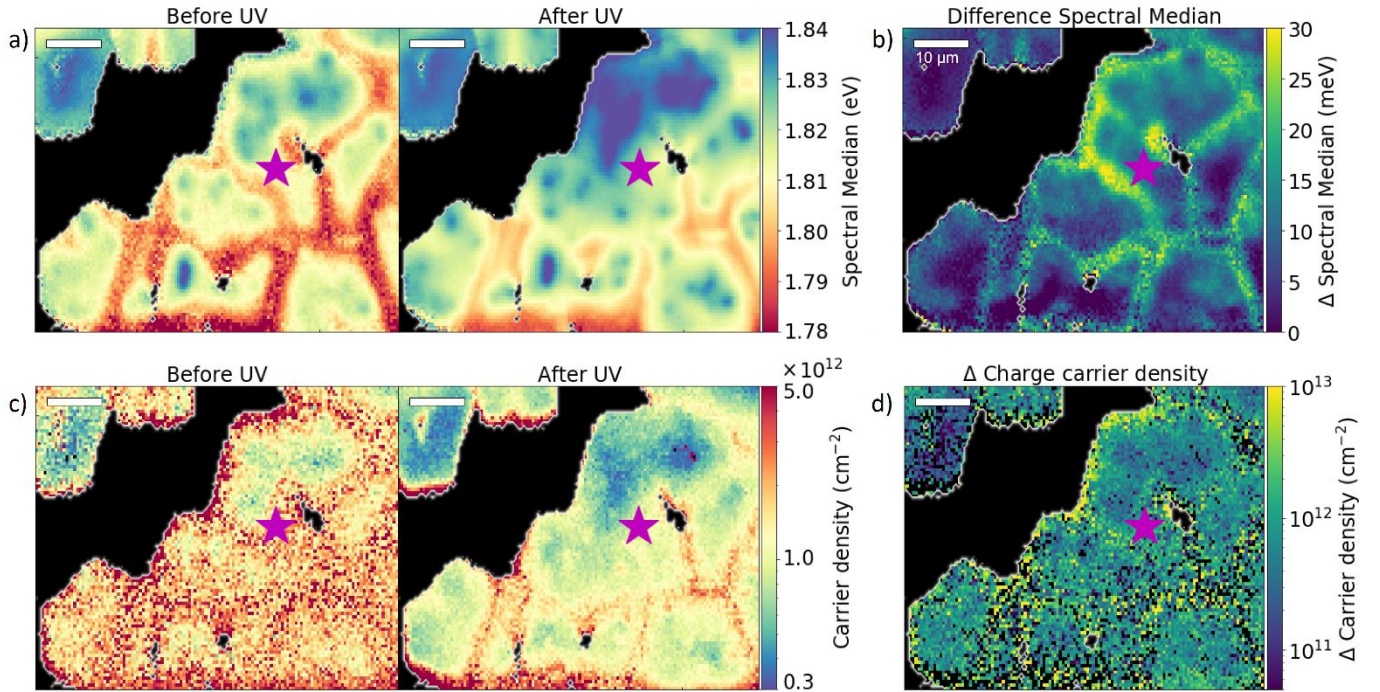 a)
Before UV
After UV
1.84
1.83
1.82
1.81
1.80
1.79
1.78
Spectral Median (eV)
b)
Difference Spectral Median
10 μm
30
25
20
15
10
5
0
Δ Spectral Median (meV)
c)
Before UV
After UV
×10¹²
5.0
1.0
0.3
Carrier density (cm⁻²)
d)
Δ Charge carrier density
10¹³
10¹²
10¹¹
Δ Carrier density (cm⁻²)